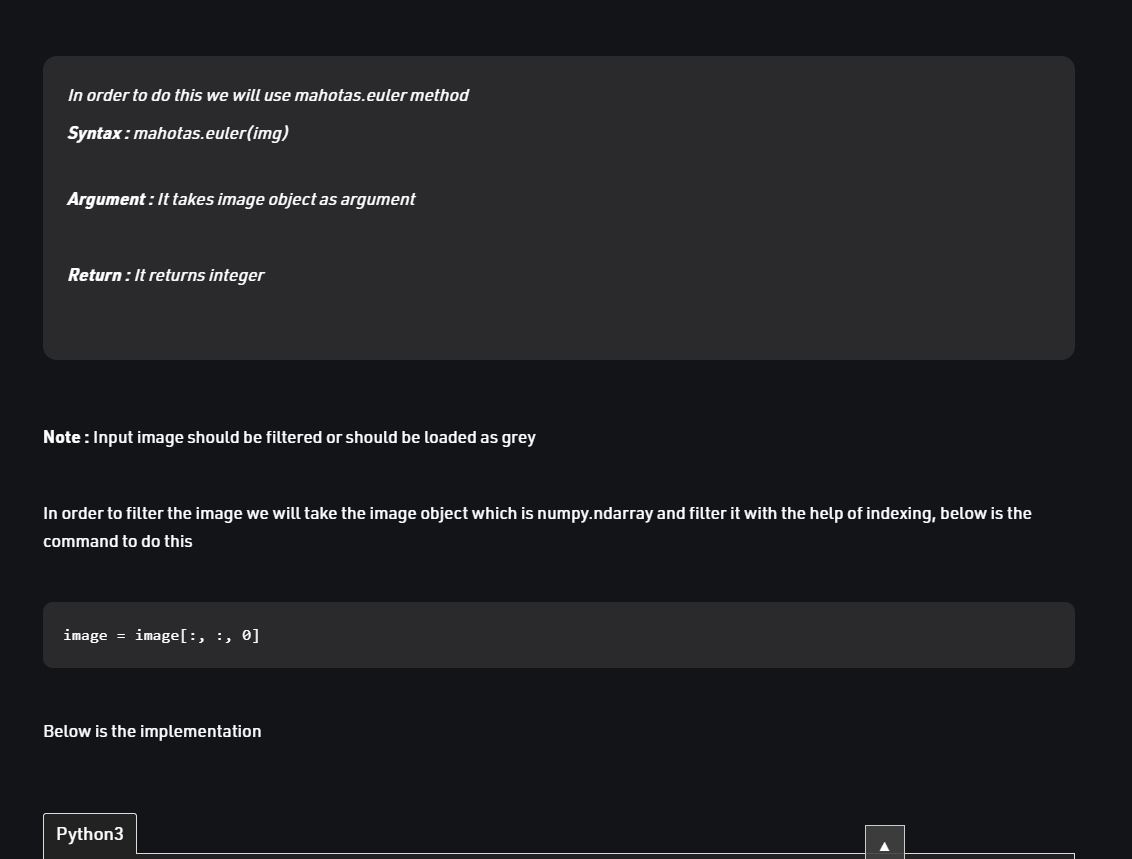 In order to do this we will use mahotas.euler method
Syntax : mahotas.euler(img)
Argument : It takes image object as argument
Return : It returns integer
Note : Input image should be filtered or should be loaded as grey
In order to filter the image we will take the image object which is numpy.ndarray and filter it with the help of indexing, below is the
command to do this
image = image[:, :, 0]
Below is the implementation
Python3